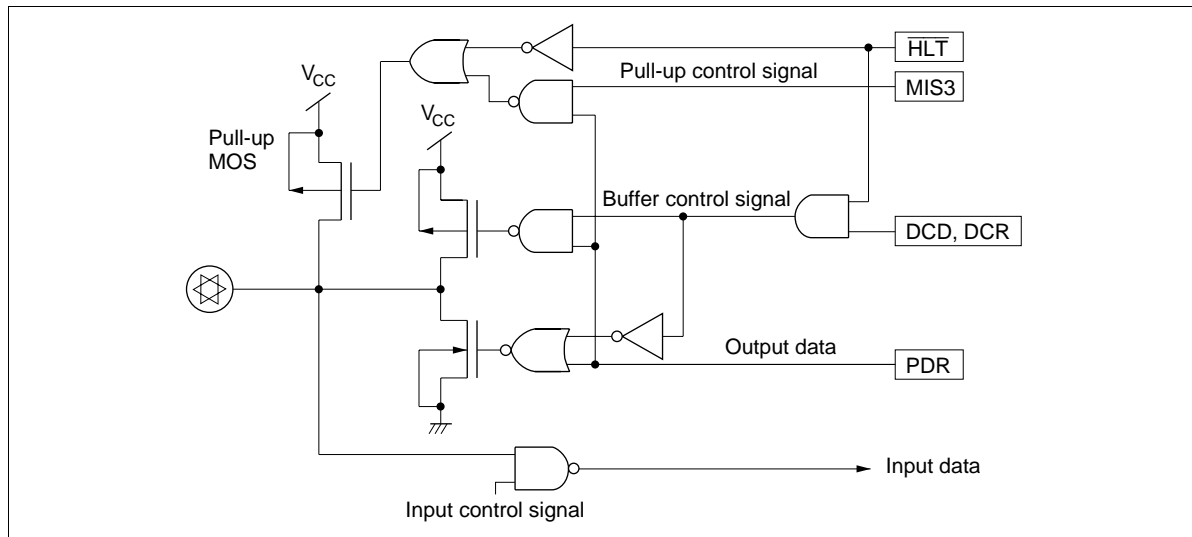 HLT
Pull-up control signal
MIS3
VCC
VCC
Pull-up
MOS
Buffer control signal
DCD, DCR
Output data
PDR
Input data
Input control signal